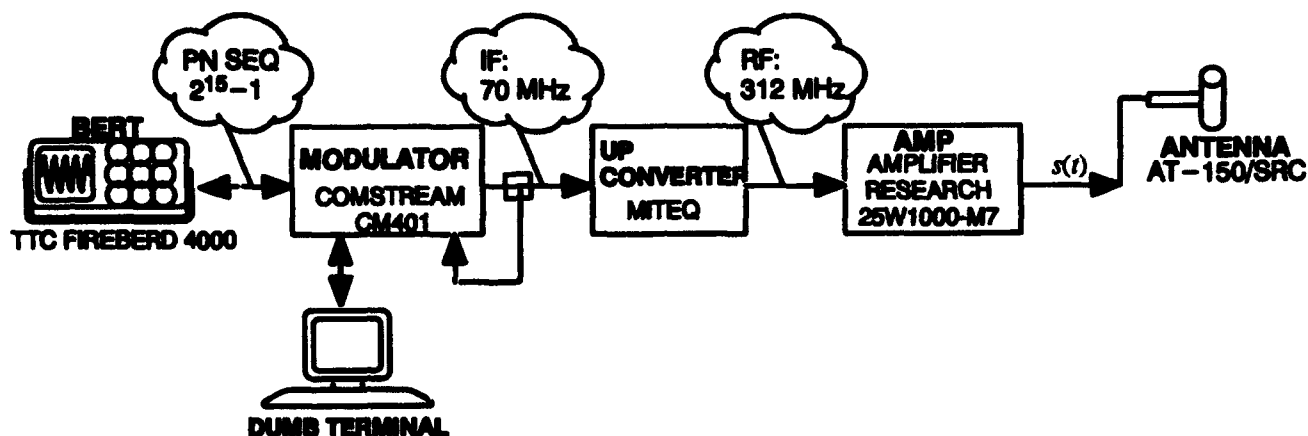 PN SEQ
2¹⁵−1
IF:
70 MHz
RF:
312 MHz
BERT
TTC FIREBERD 4000
MODULATOR
COMSTREAM
CM401
UP
CONVERTER
MITEQ
AMP
AMPLIFIER
RESEARCH
25W1000-M7
s(t)
ANTENNA
AT−150/SRC
DUMB TERMINAL